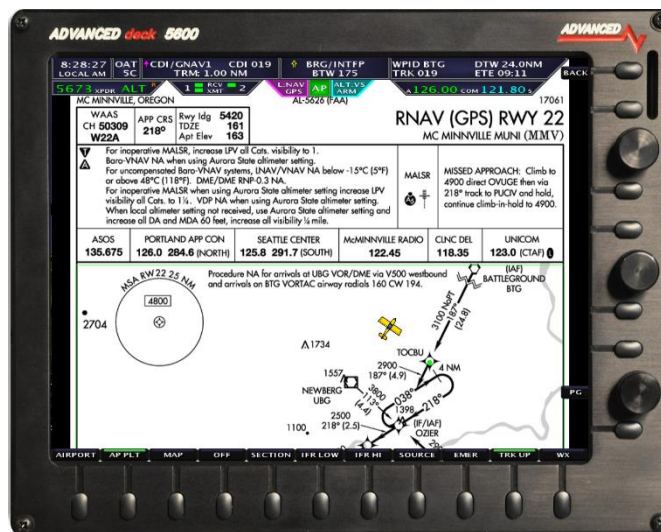 ADVANCED deck 5600
ADVANCED
8:28:27 OAT CDI/GNAV1 CDI 019 BRG/INTFP WPID BTG DTW 24.0NM
LOCAL AM 5C TRM: 1.00 NM BTW 175 TRK 019 ETE 09:11
BACK
5673 XPDR ALT R 1 RCV XMT 2 L:NAV GPS AP ALT.VS ARM A 126.00 COM 121.80 S
MC MINNVILLE, OREGON AL-5626 (FAA) 17061
WAAS CH 50309 W22A
APP CRS 218°
Rwy ldg 5420
TDZE 161
Apt Elev 163
RNAV (GPS) RWY 22
MC MINNVILLE MUNI (MMV)
T For inoperative MALSR, increase LPV all Cats. visibility to 1.
A Baro-VNAV NA when using Aurora State altimeter setting.
For uncompensated Baro-VNAV systems, LNAV/VNAV NA below -15°C (5°F)
or above 48°C (118°F). DME/DME RNP-0.3 NA.
For inoperative MALSR when using Aurora State altimeter setting increase LPV
visibility all Cats. to 1¼. VDP NA when using Aurora State altimeter setting.
When local altimeter setting not received, use Aurora State altimeter setting and
increase all DA and MDA 60 feet, increase all visibility ¼ mile.
MALSR
A5
MISSED APPROACH: Climb to
4900 direct OVUGE then via
218° track to PUCIV and hold,
continue climb-in-hold to 4900.
ASOS PORTLAND APP CON SEATTLE CENTER McMINNVILLE RADIO CLNC DEL UNICOM
135.675 126.0 284.6 (NORTH) 125.8 291.7 (SOUTH) 122.45 118.35 123.0 (CTAF) L
MSA RW22 25 NM
4800
2704
Procedure NA for arrivals at UBG VOR/DME via V500 westbound
and arrivals on BTG VORTAC airway radials 160 CW 194.
(IAF)
BATTLEGROUND
BTG
3100 NoPT
187°
(24.8)
1734
TOCBU
2900
187° (4.9)
4 NM
1557
NEWBERG
UBG
3800
113°
(4.4)
038°
218°
1398
2500
218° (2.5)
(IF/IAF)
OZIER
1100
PG
AIRPORT AP PLT MAP OFF SECTION IFR LOW IFR HI SOURCE EMER TRK UP WX